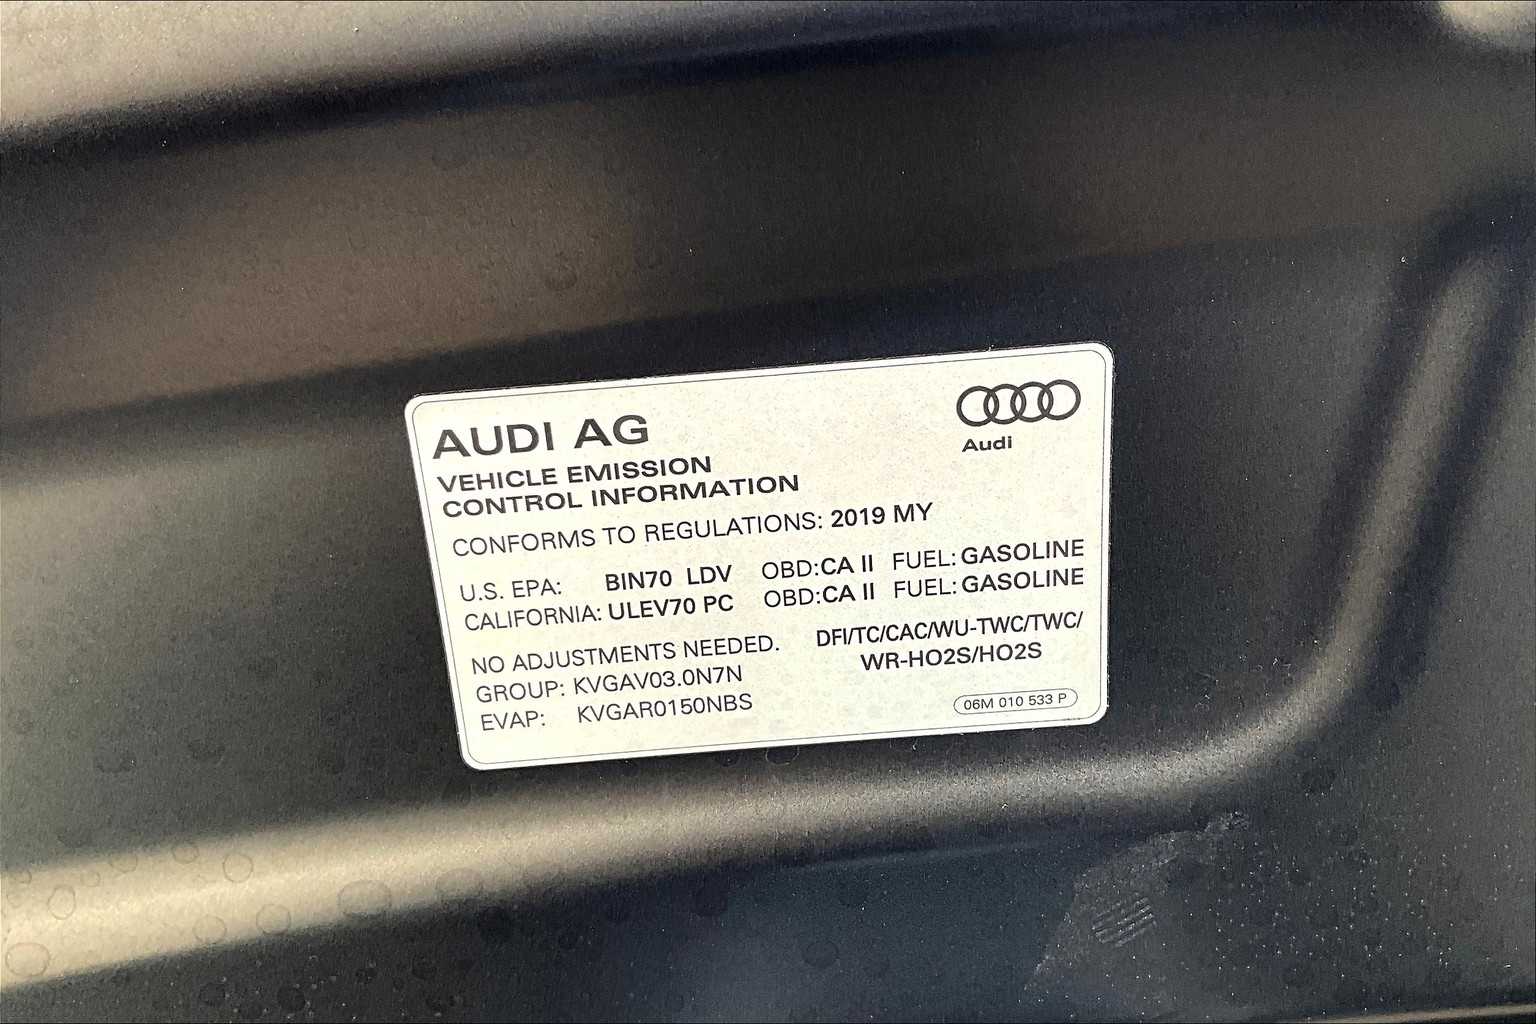 AUDI AG
Audi
VEHICLE EMISSION
CONTROL INFORMATION
CONFORMS TO REGULATIONS: 2019 MY
U.S. EPA: BIN70 LDV OBD:CA II FUEL: GASOLINE
CALIFORNIA: ULEV70 PC OBD:CA II FUEL: GASOLINE
NO ADJUSTMENTS NEEDED. DFI/TC/CAC/WU-TWC/TWC/
GROUP: KVGAV03.0N7N WR-HO2S/HO2S
EVAP: KVGAR0150NBS
06M 010 533 P